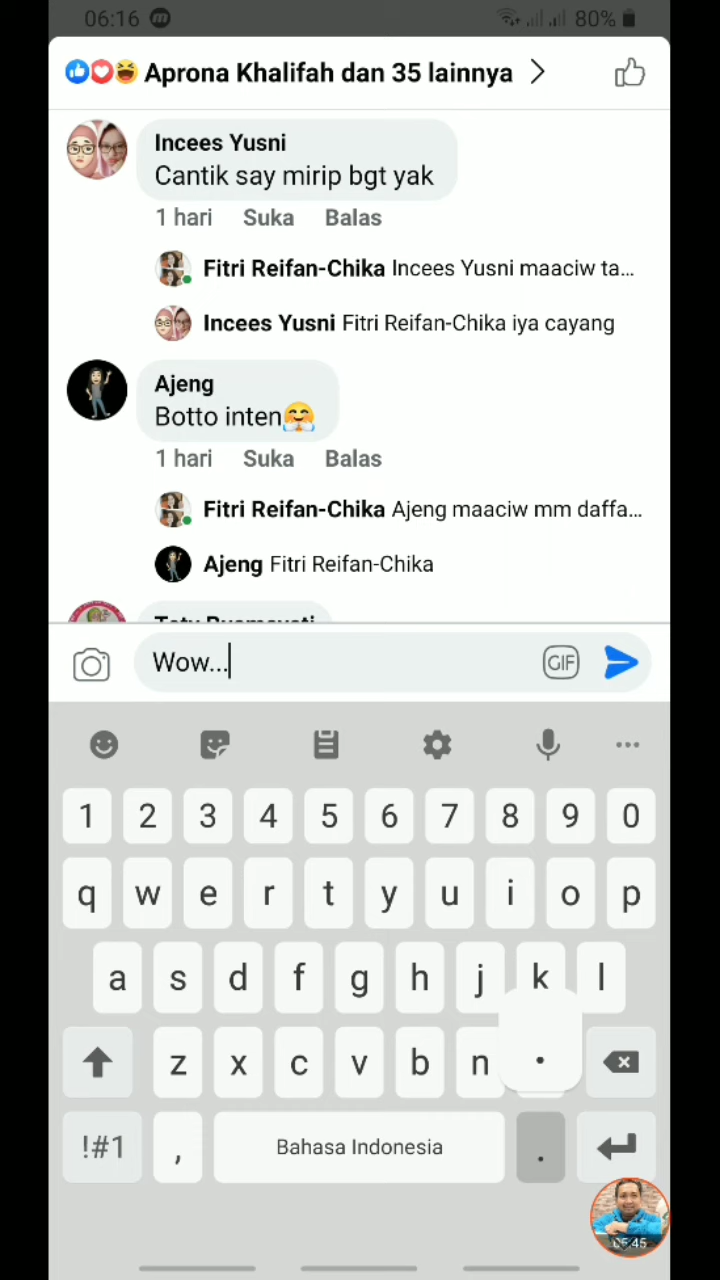 06:16 80%
Aprona Khalifah dan 35 lainnya
Incees Yusni
Cantik say mirip bgt yak
1 hari Suka Balas
Fitri Reifan-Chika Incees Yusni maaciw ta...
Incees Yusni Fitri Reifan-Chika iya cayang
Ajeng
Botto inten🤗
1 hari Suka Balas
Fitri Reifan-Chika Ajeng maaciw mm daffa...
Ajeng Fitri Reifan-Chika
Wow... GIF
1 2 3 4 5 6 7 8 9 0
q w e r t y u i o p
a s d f g h j k l
z x c v b n .
!#1 , Bahasa Indonesia .
05:45